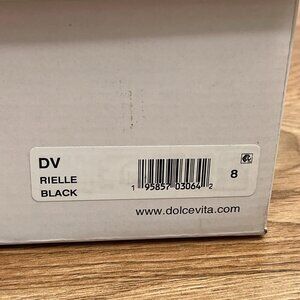 DV
RIELLE
BLACK
1 95857 03064 2
8
www.dolcevita.com